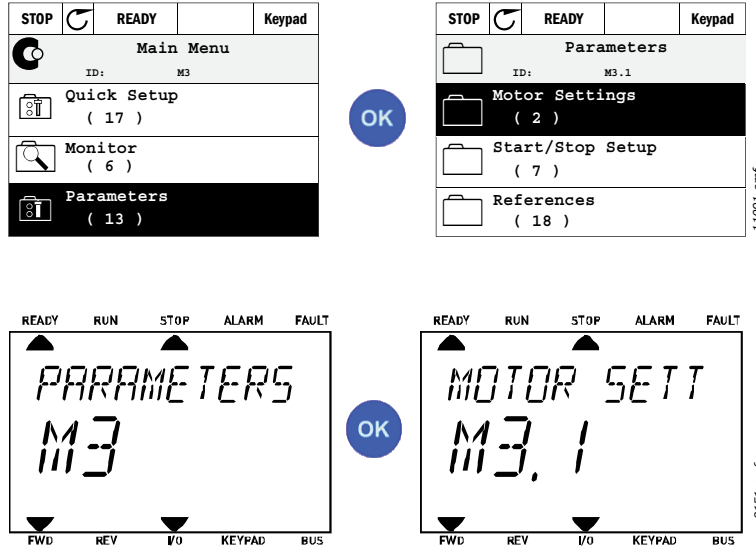 STOP READY Keypad
Main Menu
ID: M3
Quick Setup
( 17 )
Monitor
( 6 )
Parameters
( 13 )
OK
STOP READY Keypad
Parameters
ID: M3.1
Motor Settings
( 2 )
Start/Stop Setup
( 7 )
References
( 18 )
READY RUN STOP ALARM FAULT
PARAMETERS
M3
FWD REV I/O KEYPAD BUS
OK
READY RUN STOP ALARM FAULT
MOTOR SETT
M3.1
FWD REV I/O KEYPAD BUS